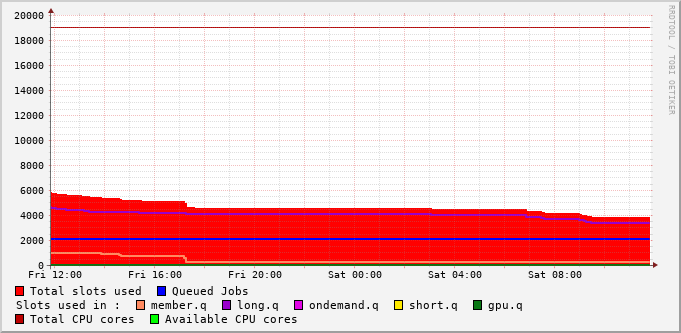 RRDTOOL / TOBI OETIKER
20000
18000
16000
14000
12000
10000
8000
6000
4000
2000
0
Fri 12:00 Fri 16:00 Fri 20:00 Sat 00:00 Sat 04:00 Sat 08:00
Total slots used Queued Jobs
Slots used in : member.q long.q ondemand.q short.q gpu.q
Total CPU cores Available CPU cores